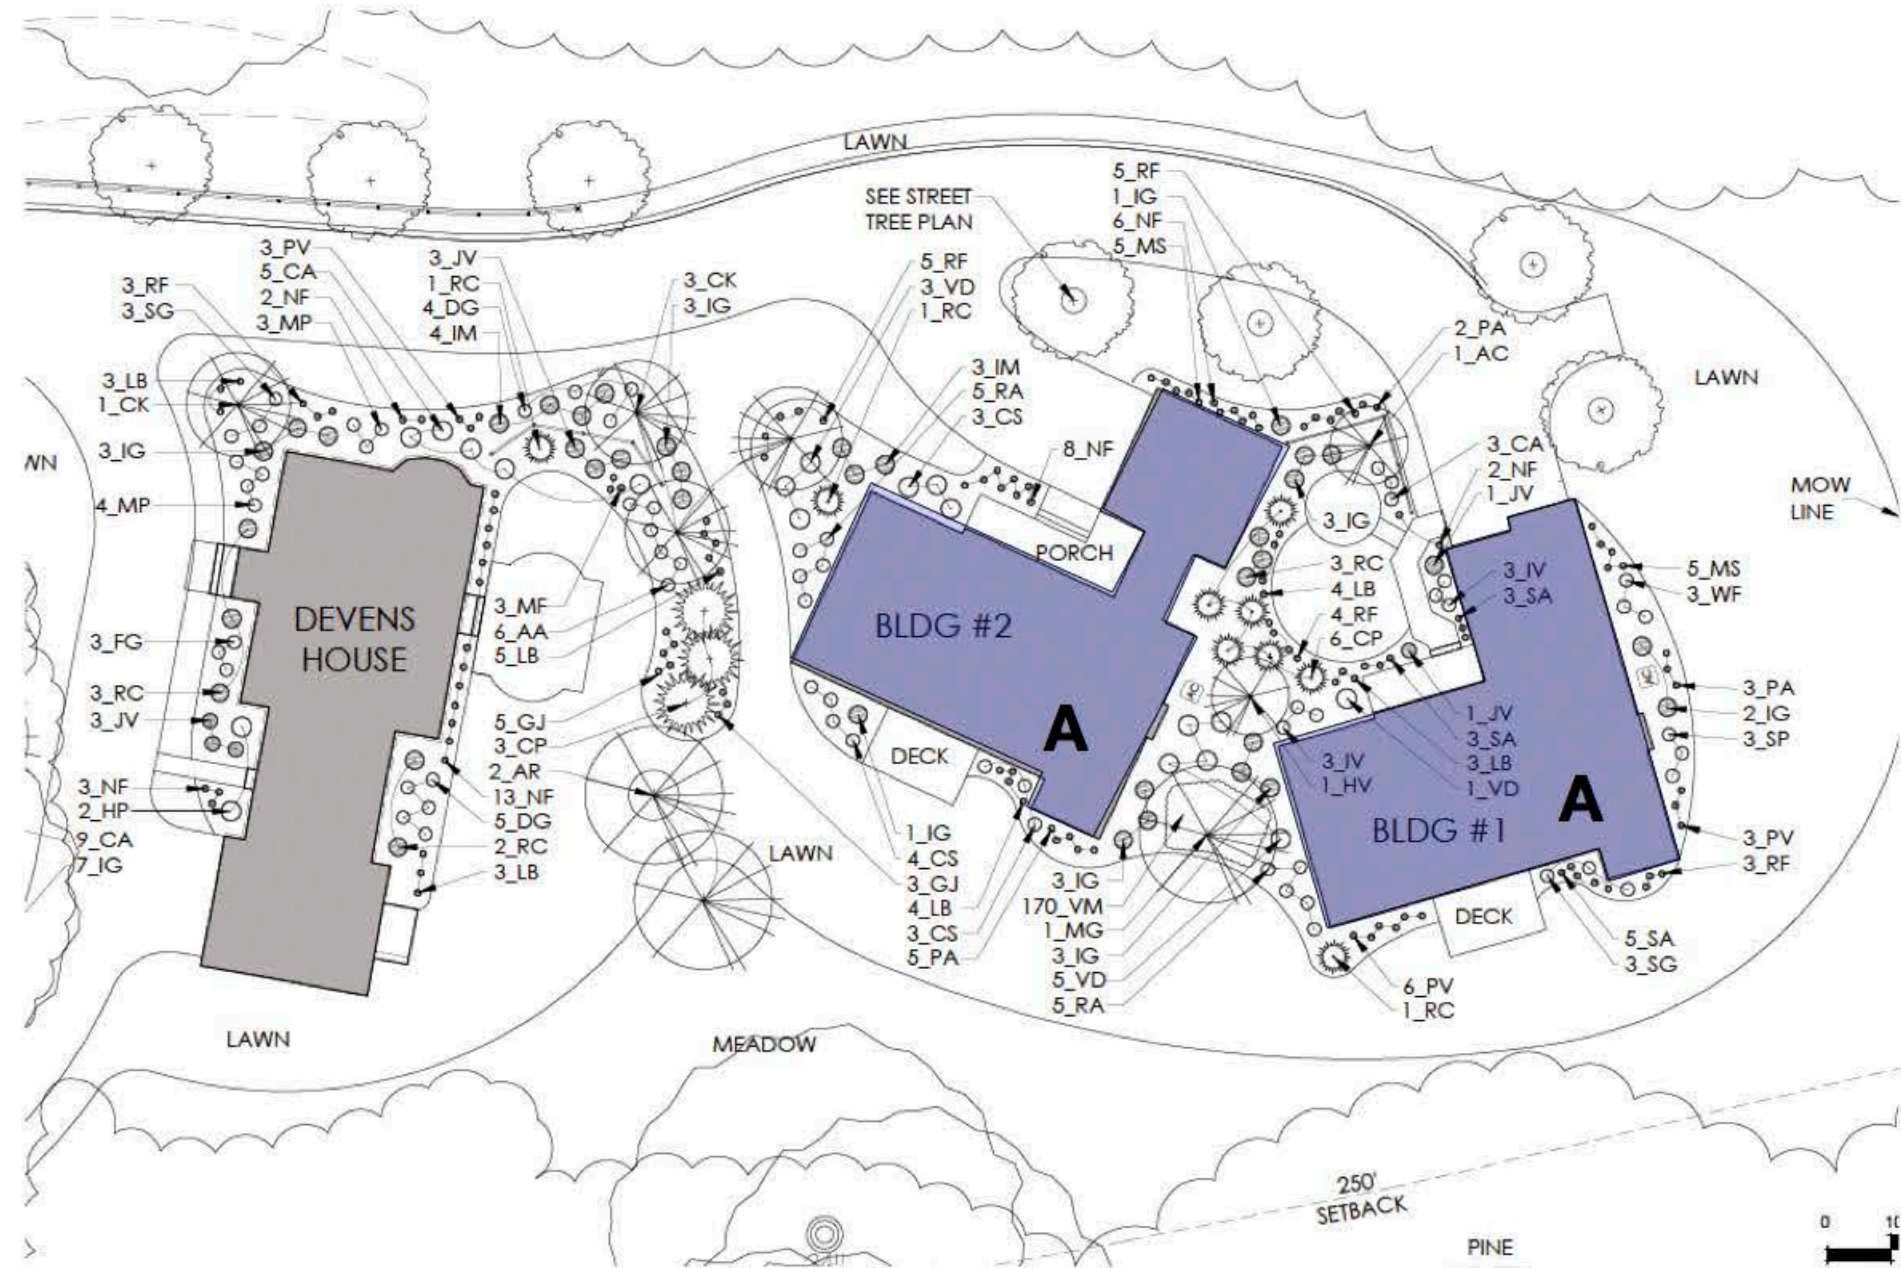 LAWN
5_RF
1_IG
6_NF
5_MS
SEE STREET
TREE PLAN
3_PV
5_CA
2_NF
3_MP
3_JV
1_RC
4_DG
4_IM
3_RF
3_SG
3_CK
3_IG
5_RF
3_VD
1_RC
2_PA
1_AC
3_LB
1_CK
3_IG
4_MP
3_IM
5_RA
3_CS
8_NF
LAWN
3_CA
2_NF
1_JV
WN
MOW
LINE
3_IG
PORCH
3_RC
4_LB
4_RF
6_CP
3_IV
3_SA
5_MS
3_WF
DEVENS
HOUSE
BLDG #2
3_MF
6_AA
5_LB
3_FG
3_RC
3_JV
3_PA
2_IG
3_SP
AC
5_GJ
3_CP
2_AR
13_NF
5_DG
2_RC
3_LB
A
DECK
1_JV
3_SA
3_LB
1_VD
3_IV
1_HV
3_NF
2_HP
9_CA
7_IG
A
BLDG #1
3_PV
3_RF
LAWN
1_IG
4_CS
3_GJ
4_LB
3_CS
5_PA
3_IG
170_VM
1_MG
3_IG
5_VD
5_RA
DECK
5_SA
3_SG
6_PV
1_RC
LAWN
MEADOW
250'
SETBACK
PINE
0